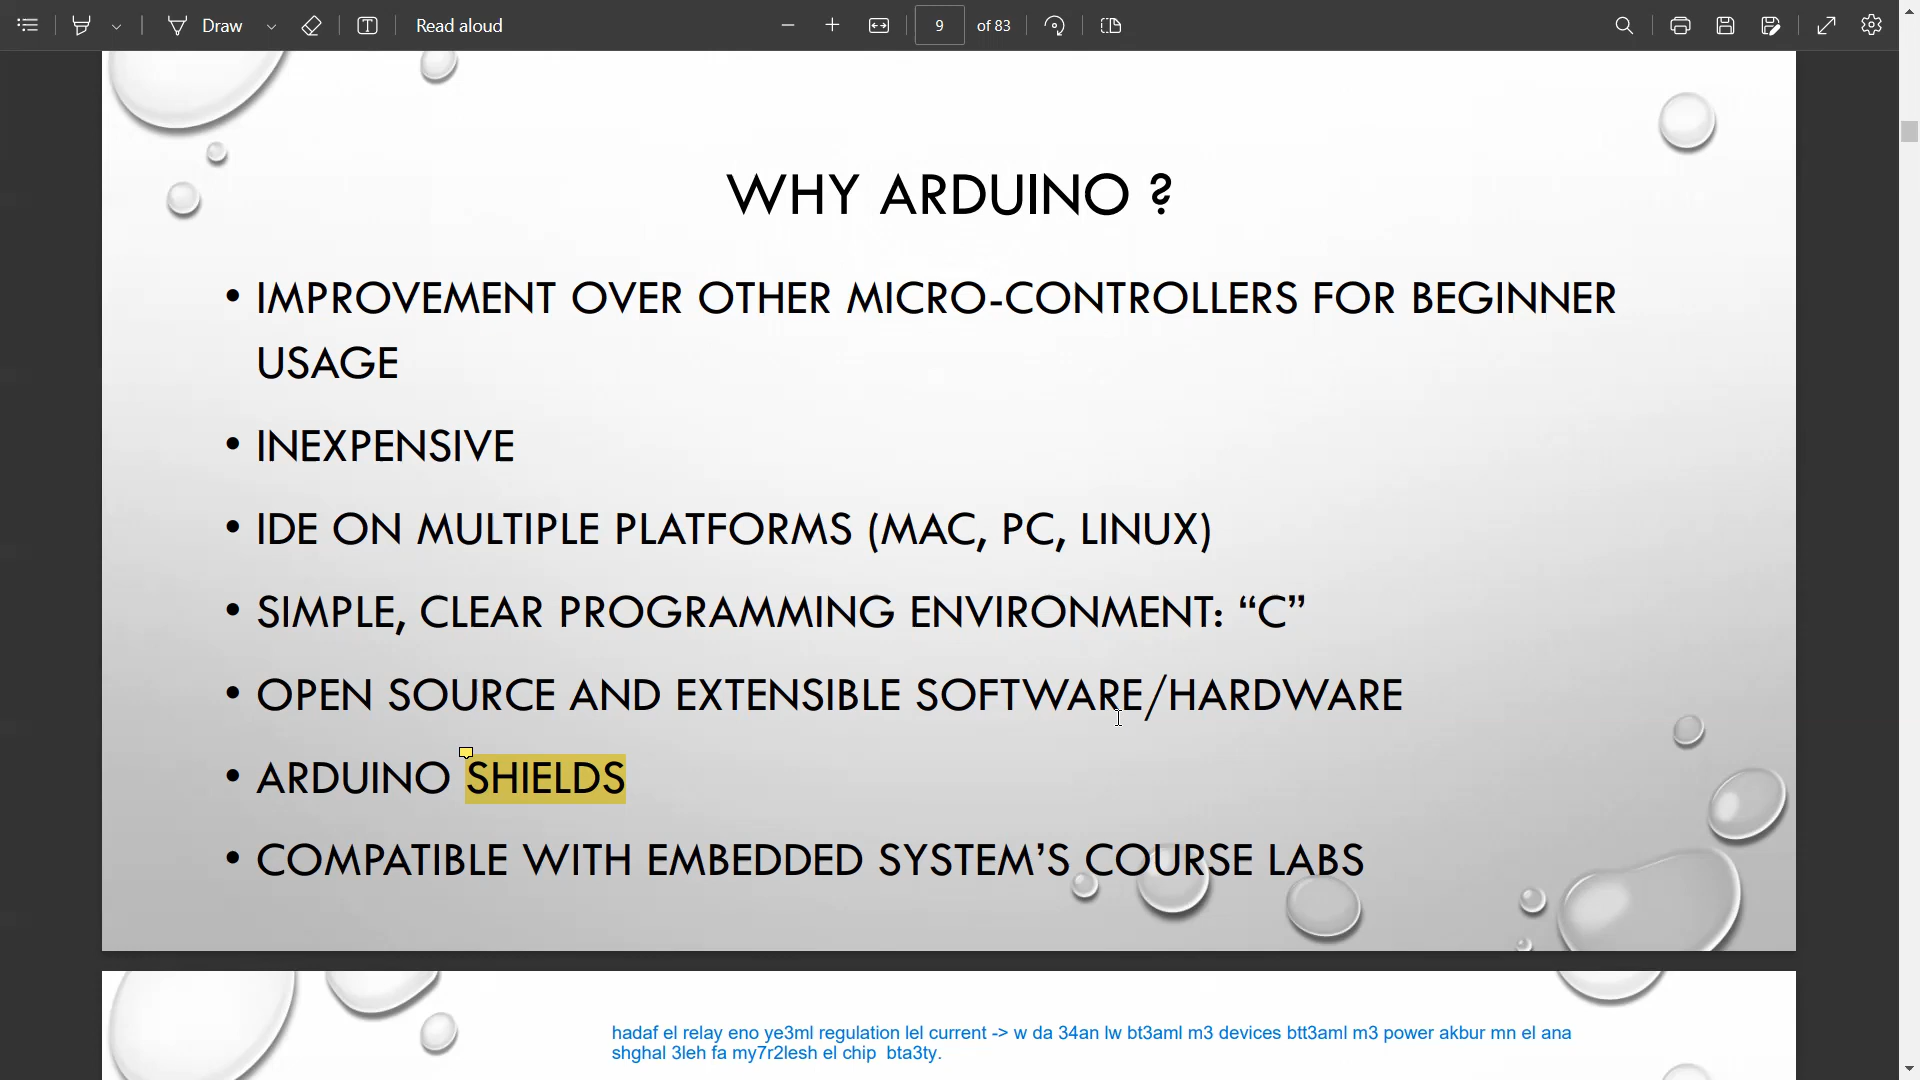 Draw
Read aloud
9 of 83
WHY ARDUINO ?
• IMPROVEMENT OVER OTHER MICRO-CONTROLLERS FOR BEGINNER
USAGE
• INEXPENSIVE
• IDE ON MULTIPLE PLATFORMS (MAC, PC, LINUX)
• SIMPLE, CLEAR PROGRAMMING ENVIRONMENT: “C”
• OPEN SOURCE AND EXTENSIBLE SOFTWARE/HARDWARE
• ARDUINO SHIELDS
• COMPATIBLE WITH EMBEDDED SYSTEM’S COURSE LABS
hadaf el relay eno ye3ml regulation lel current -> w da 34an lw bt3aml m3 devices btt3aml m3 power akbur mn el ana
shghal 3leh fa my7r2lesh el chip  bta3ty.